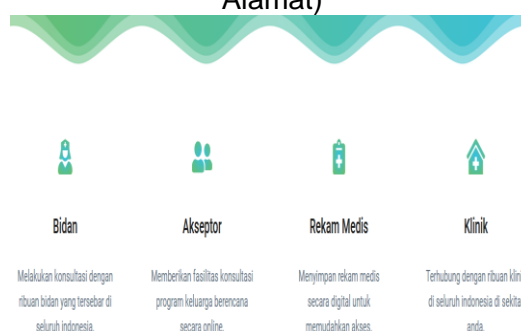 Alamat)
Bidan
Melakukan konsultasi dengan
ribuan bidan yang tersebar di
seluruh indonesia.
Akseptor
Memberikan fasilitas konsultasi
program keluarga berencana
secara online.
Rekam Medis
Menyimpan rekam medis
secara digital untuk
memudahkan akses.
Klinik
Terhubung dengan ribuan klini
di seluruh indonesia di sekita
anda.